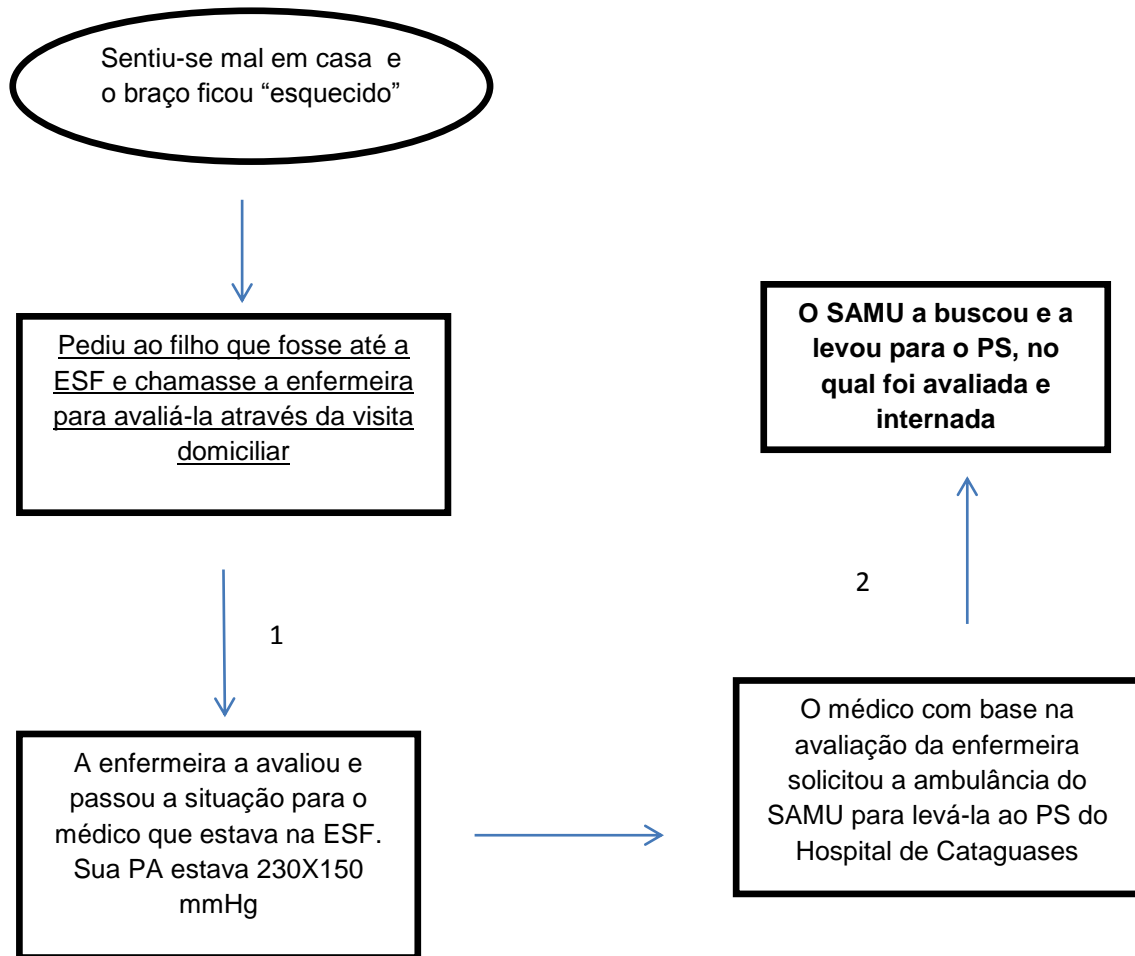 Sentiu-se mal em casa e
o braço ficou “esquecido”
Pediu ao filho que fosse até a
ESF e chamasse a enfermeira
para avaliá-la através da visita
domiciliar
1
A enfermeira a avaliou e
passou a situação para o
médico que estava na ESF.
Sua PA estava 230X150
mmHg
O médico com base na
avaliação da enfermeira
solicitou a ambulância do
SAMU para levá-la ao PS do
Hospital de Cataguases
2
O SAMU a buscou e a
levou para o PS, no
qual foi avaliada e
internada